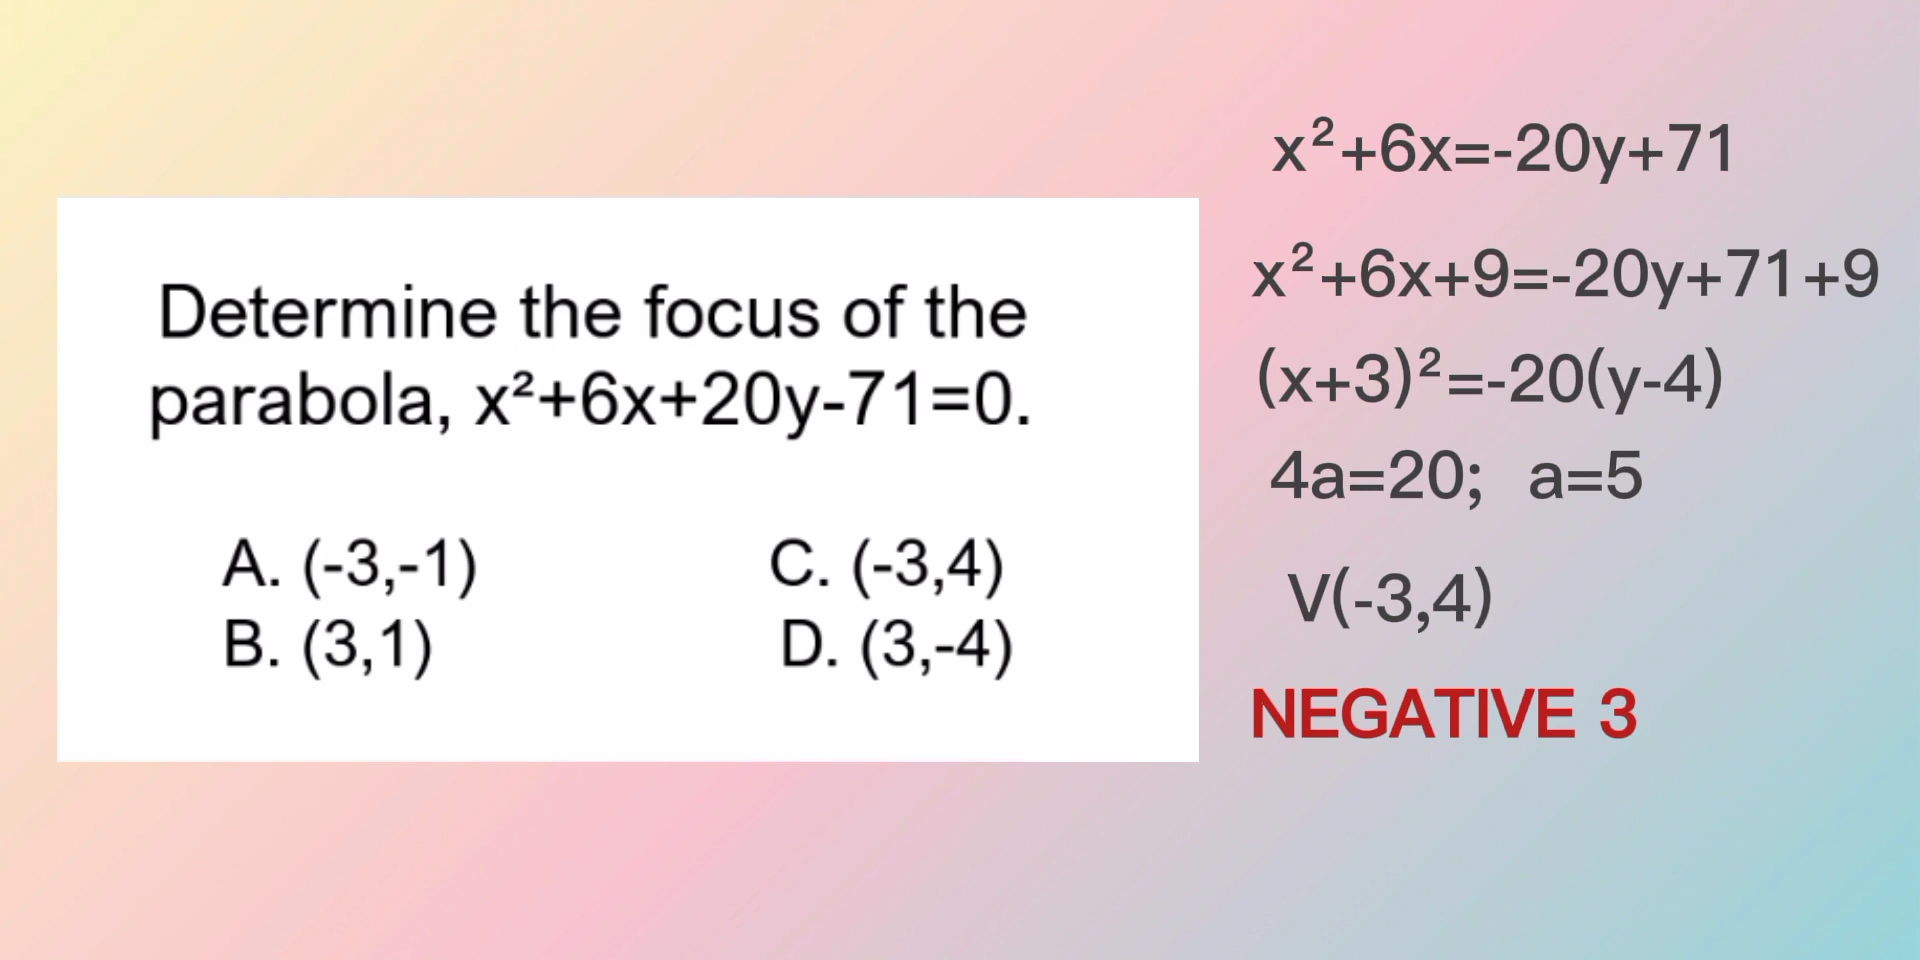 Determine the focus of the
parabola, x²+6x+20y-71=0.
A. (-3,-1)
C. (-3,4)
B. (3,1)
D. (3,-4)
x²+6x=-20y+71
x²+6x+9=-20y+71+9
(x+3)²=-20(y-4)
4a=20; a=5
V(-3,4)
NEGATIVE 3